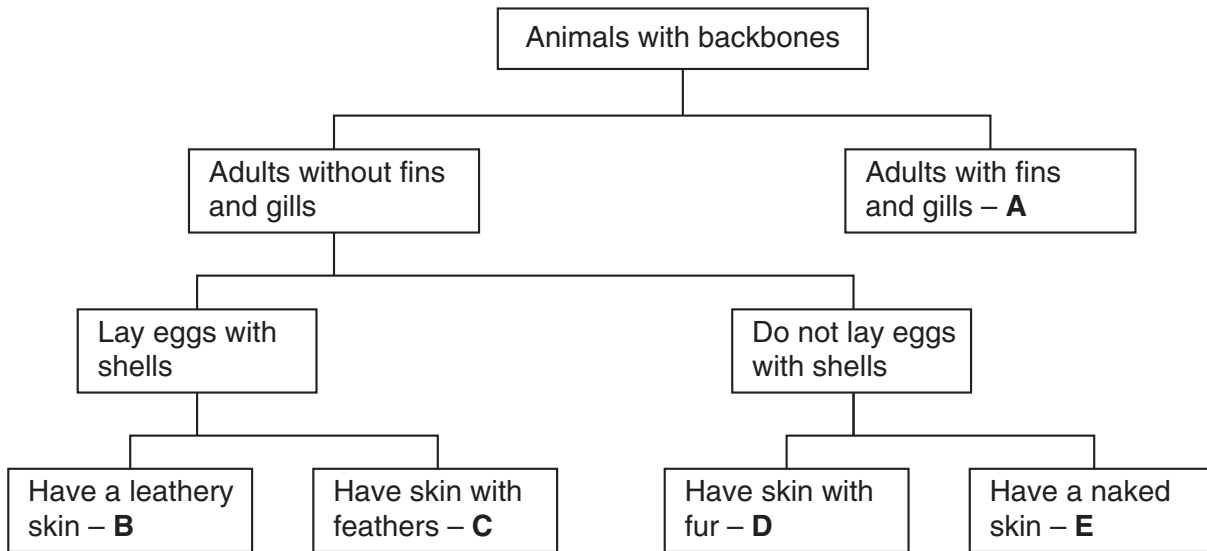 Animals with backbones
Adults without fins
and gills
Adults with fins
and gills – A
Lay eggs with
shells
Do not lay eggs
with shells
Have a leathery
skin – B
Have skin with
feathers – C
Have skin with
fur – D
Have a naked
skin – E